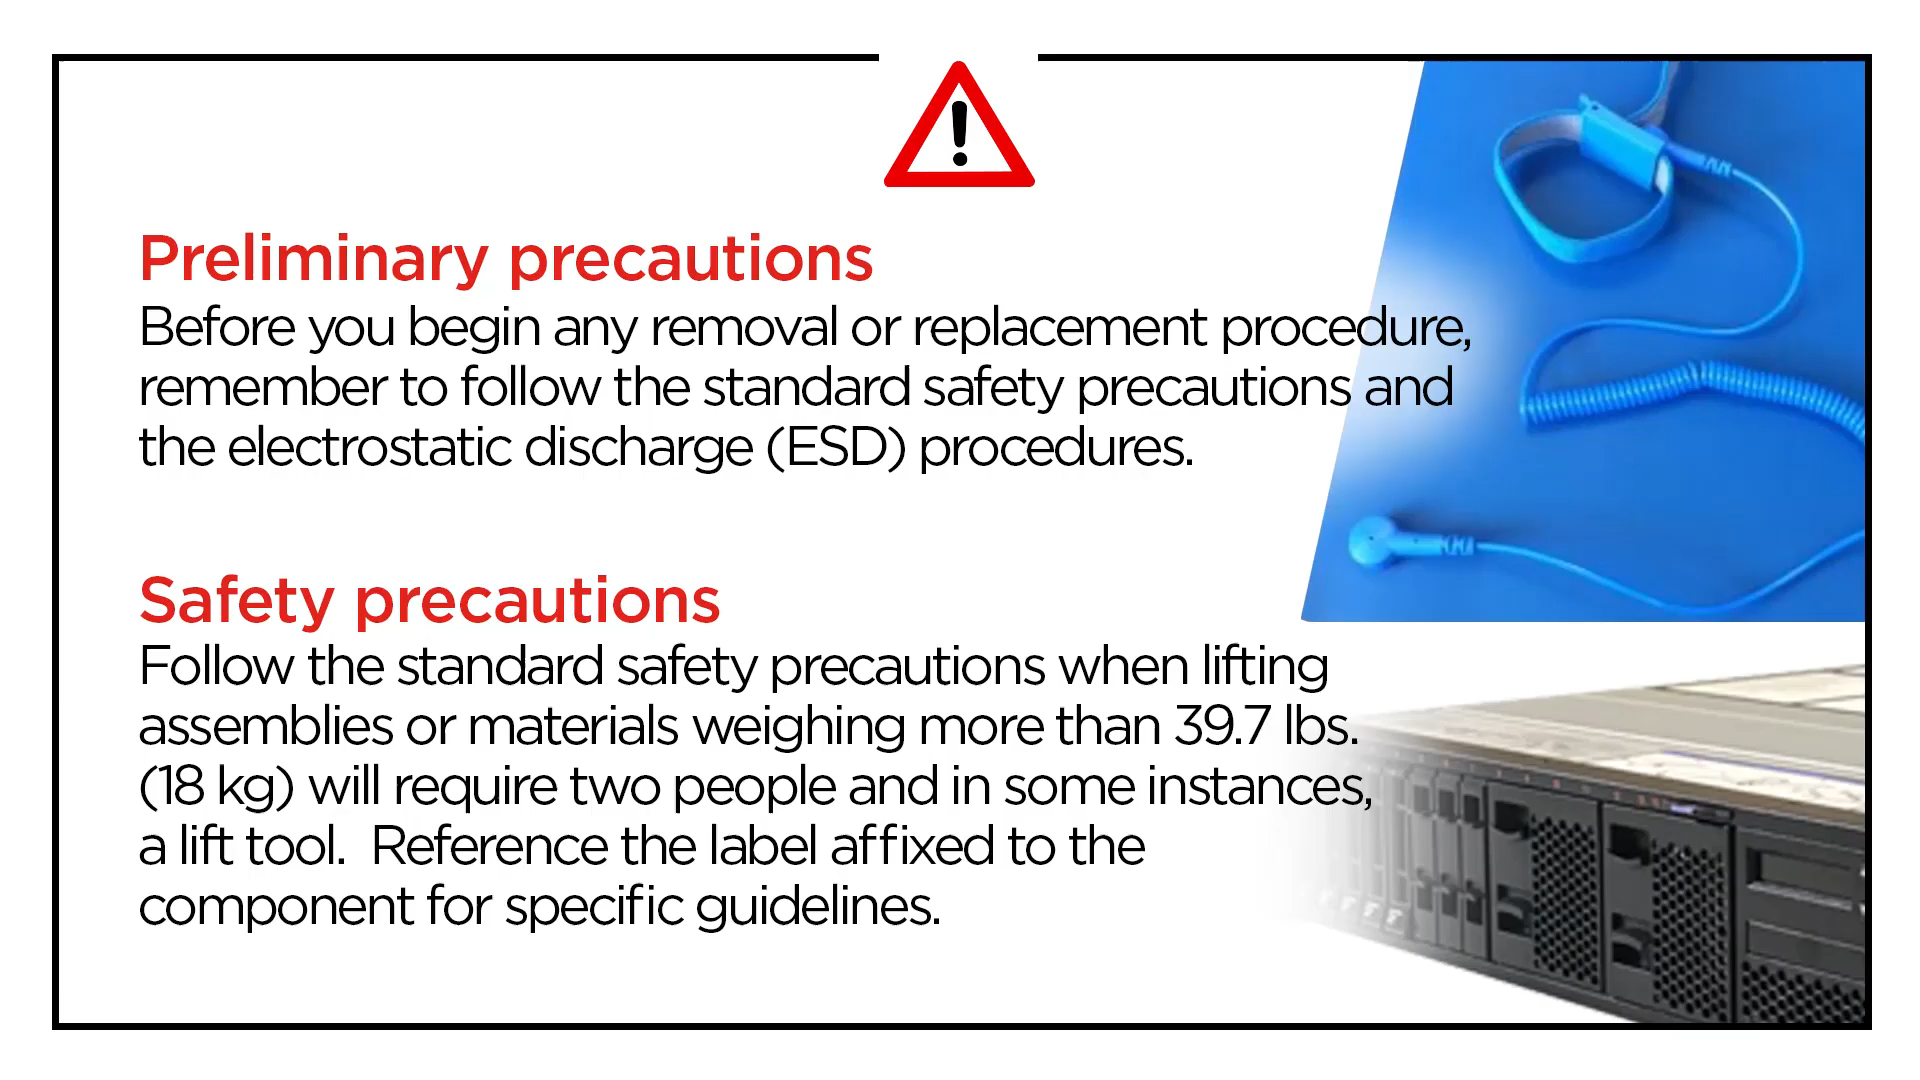 Preliminary precautions
Before you begin any removal or replacement procedure,
remember to follow the standard safety precautions and
the electrostatic discharge (ESD) procedures.
Safety precautions
Follow the standard safety precautions when lifting
assemblies or materials weighing more than 39.7 lbs.
(18 kg) will require two people and in some instances,
a lift tool.  Reference the label affixed to the
component for specific guidelines.